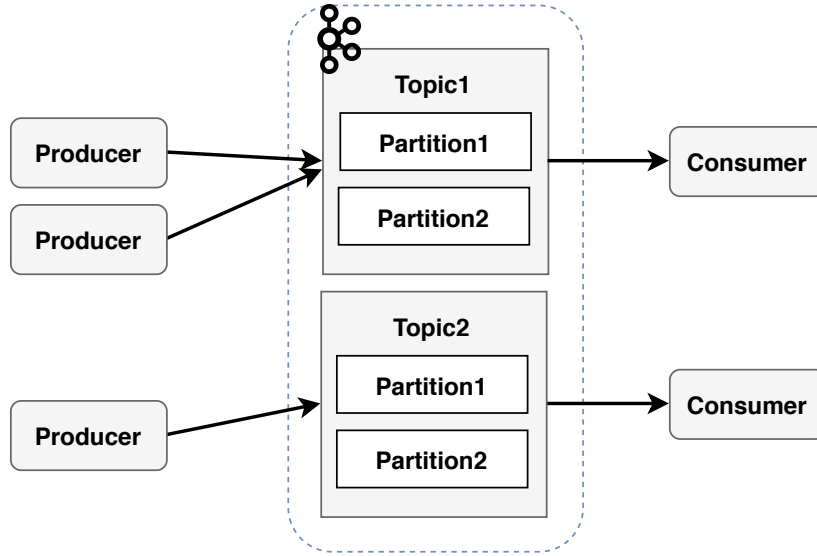 Topic1
Producer
Partition1
Consumer
Producer
Partition2
Topic2
Partition1
Producer
Consumer
Partition2